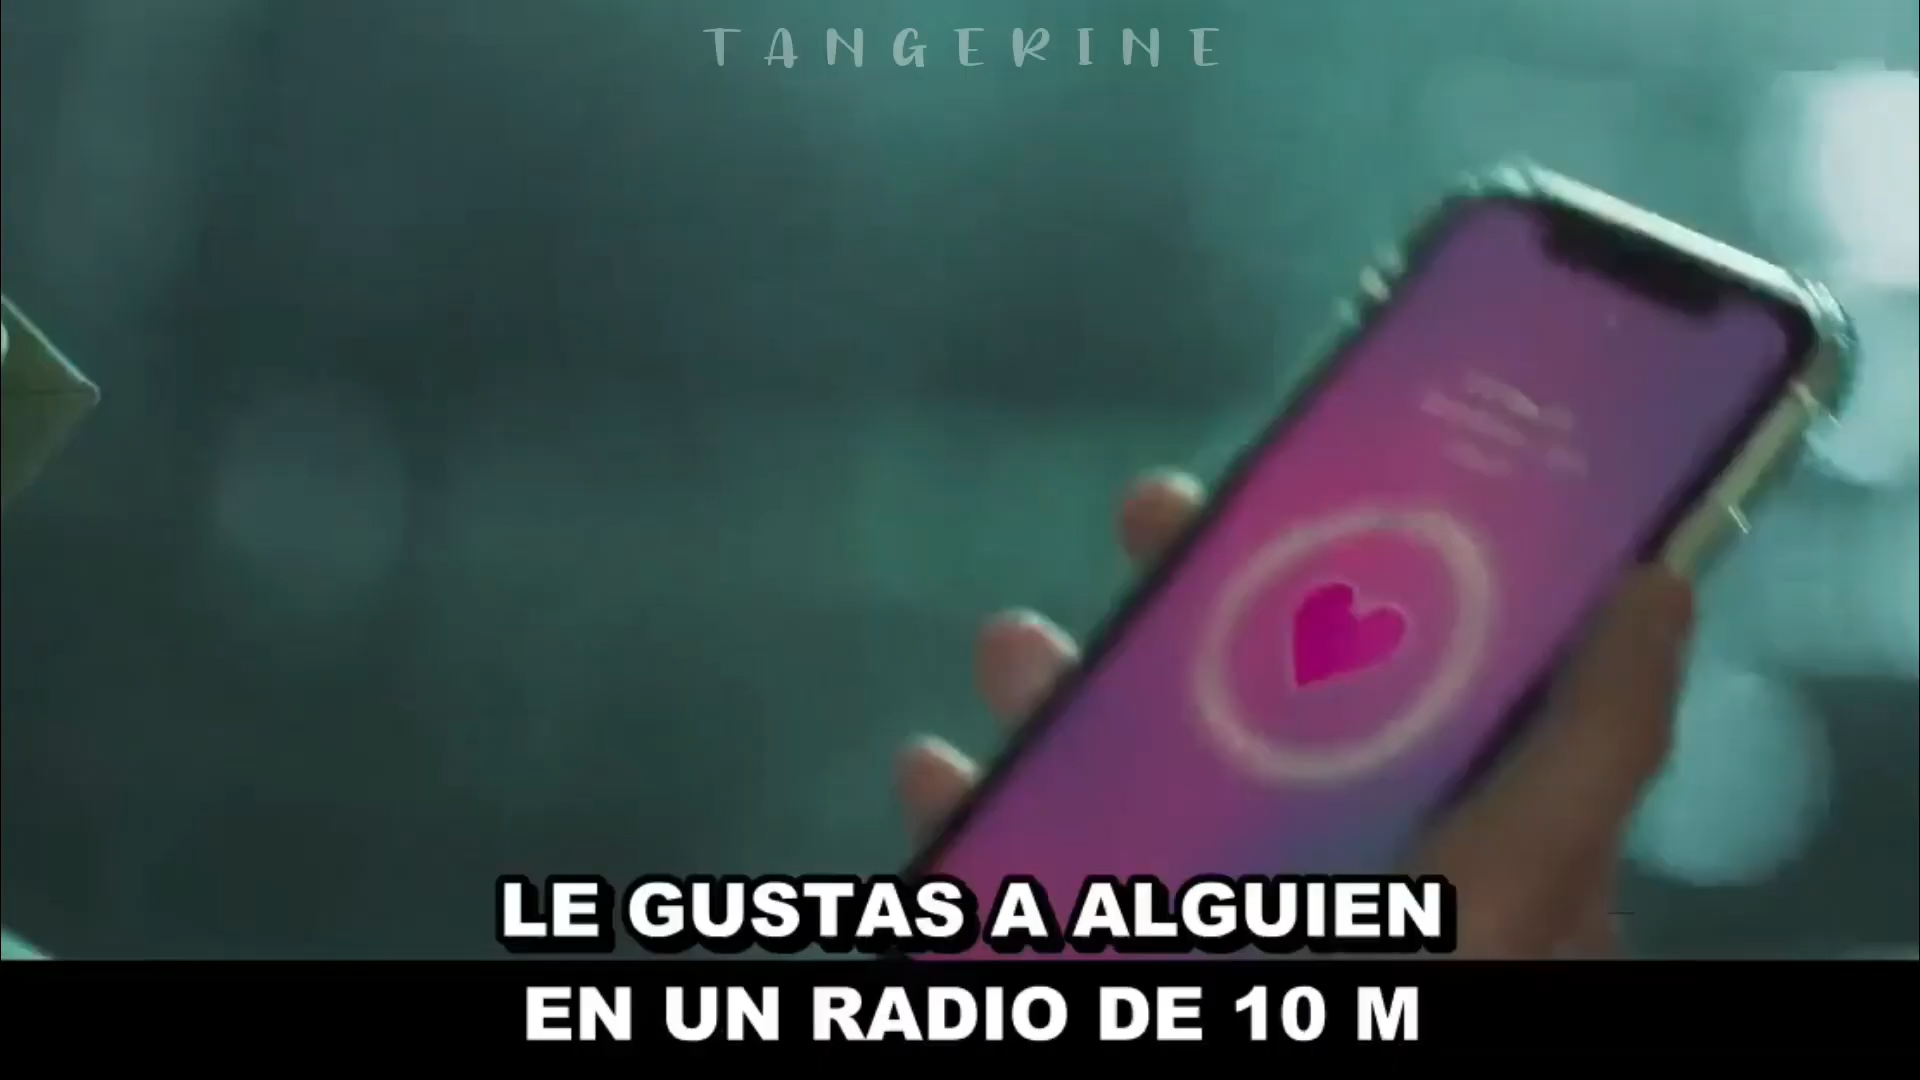 TANGERINE
LE GUSTAS A ALGUIEN
EN UN RADIO DE 10 M